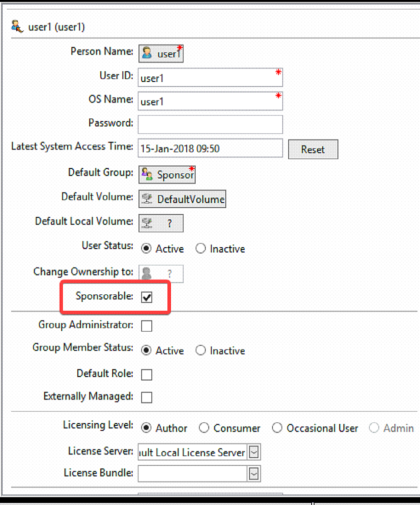 user1 (user1)
Person Name: user1*
User ID: user1 *
OS Name: user1 *
Password:
Latest System Access Time: 15-Jan-2018 09:50 Reset
Default Group: Sponsor*
Default Volume: DefaultVolume
Default Local Volume: ?
User Status: Active Inactive
Change Ownership to: ?
Sponsorable:
Group Administrator:
Group Member Status: Active Inactive
Default Role:
Externally Managed:
Licensing Level: Author Consumer Occasional User Admin
License Server: ult Local License Server
License Bundle: